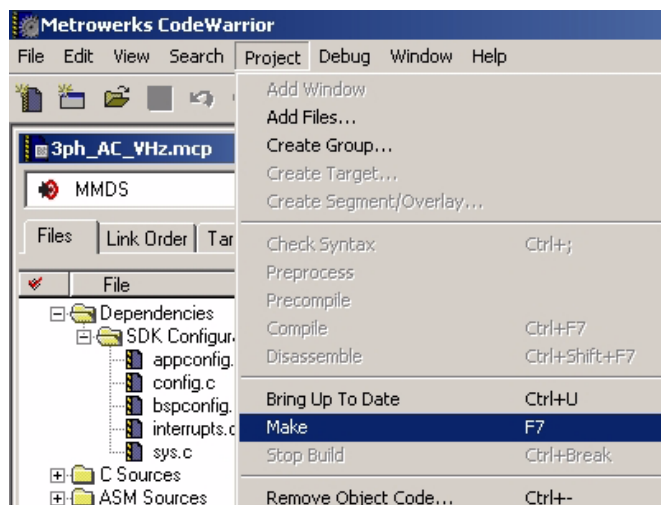 Metrowerks CodeWarrior
File Edit View Search Project Debug Window Help
Add Window
Add Files...
Create Group...
Create Target...
Create Segment/Overlay...
Check Syntax Ctrl+;
Preprocess
Precompile
Compile Ctrl+F7
Disassemble Ctrl+Shift+F7
Bring Up To Date Ctrl+U
Make F7
Stop Build Ctrl+Break
Remove Object Code... Ctrl+-
3ph_AC_VHz.mcp
MMDS
Files Link Order Tar
File
Dependencies
SDK Configur
appconfig.
config.c
bspconfig.
interrupts.c
sys.c
C Sources
ASM Sources